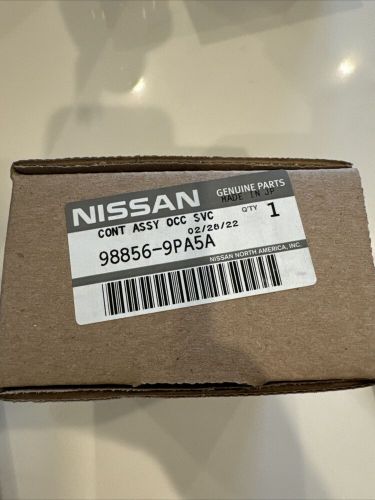 NISSAN GENUINE PARTS
MADE IN JP
CONT ASSY OCC SVC
02/28/22
QTY 1
98856-9PA5A
NISSAN NORTH AMERICA, INC.